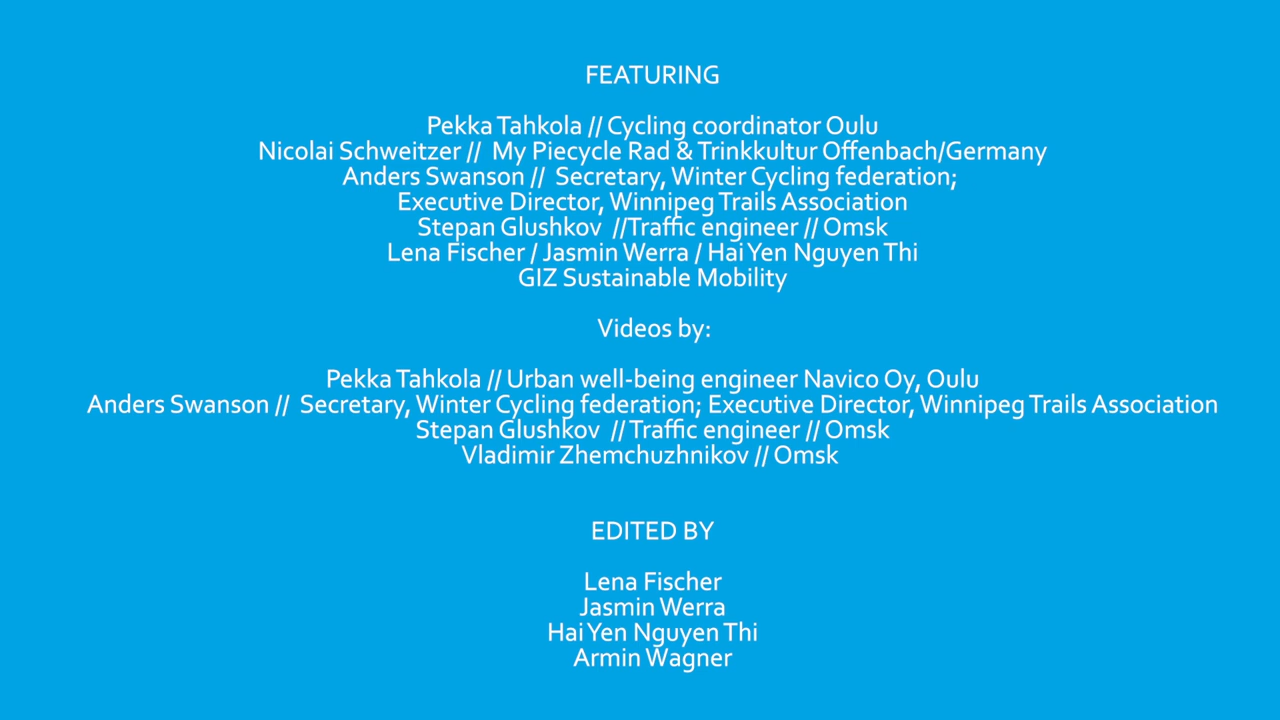 FEATURING
Pekka Tahkola // Cycling coordinator Oulu
Nicolai Schweitzer // My Piecycle Rad & Trinkkultur Offenbach/Germany
Anders Swanson // Secretary, Winter Cycling federation;
Executive Director, Winnipeg Trails Association
Stepan Glushkov //Traffic engineer // Omsk
Lena Fischer / Jasmin Werra / Hai Yen Nguyen Thi
GIZ Sustainable Mobility
Videos by:
Pekka Tahkola // Urban well-being engineer Navico Oy, Oulu
Anders Swanson // Secretary, Winter Cycling federation; Executive Director, Winnipeg Trails Association
Stepan Glushkov // Traffic engineer // Omsk
Vladimir Zhemchuzhnikov // Omsk
EDITED BY
Lena Fischer
Jasmin Werra
Hai Yen Nguyen Thi
Armin Wagner